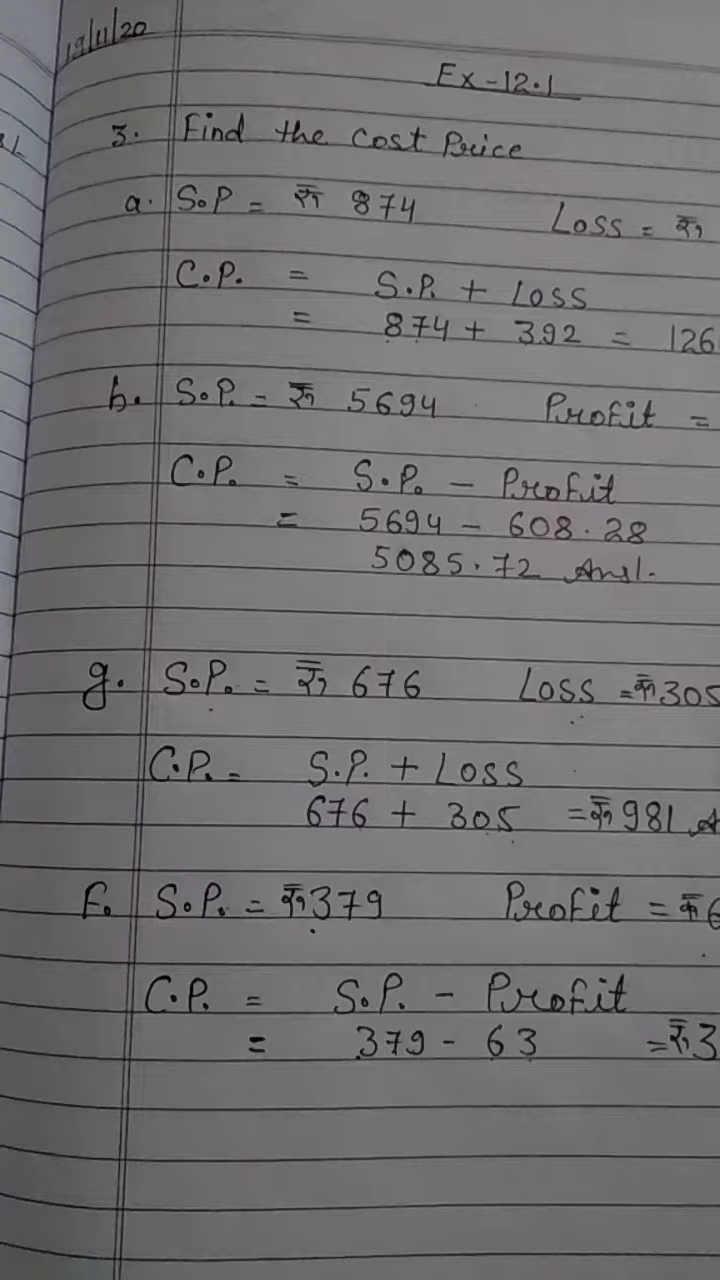 19/11/20
Ex-12.1
3. Find the Cost Price
a. S.P = रु 874 Loss = रु
C.P. = S.P. + Loss
= 874 + 392 = 126
b. S.P. = रु 5694 Profit =
C.P. = S.P. - Profit
= 5694 - 608.28
5085.72 Ans.
g. S.P. = रु 676 Loss = रु 305
C.P. = S.P. + Loss
676 + 305 = रु 981 A
F. S.P. = रु 379 Profit = रु 6
C.P. = S.P. - Profit
= 379 - 63 = रु 3